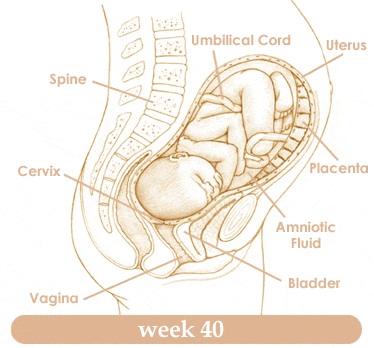 Umbilical Cord
Uterus
Spine
Placenta
Cervix
Amniotic
Fluid
Bladder
Vagina
week 40